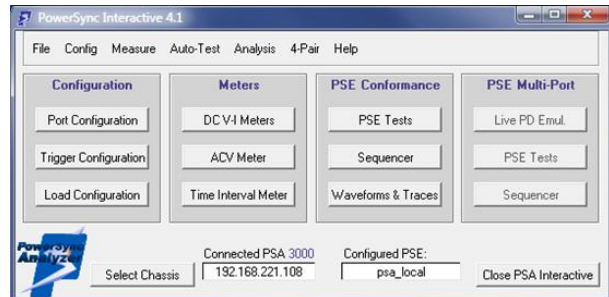 PowerSync Interactive 4.1
File Config Measure Auto-Test Analysis 4-Pair Help
Configuration Meters PSE Conformance PSE Multi-Port
Port Configuration DC V-I Meters PSE Tests Live PD Emul.
Trigger Configuration ACV Meter Sequencer PSE Tests
Load Configuration Time Interval Meter Waveforms & Traces Sequencer
PowerSync
Analyzer
Connected PSA 3000 Configured PSE:
Select Chassis 192.168.221.108 psa_local Close PSA Interactive